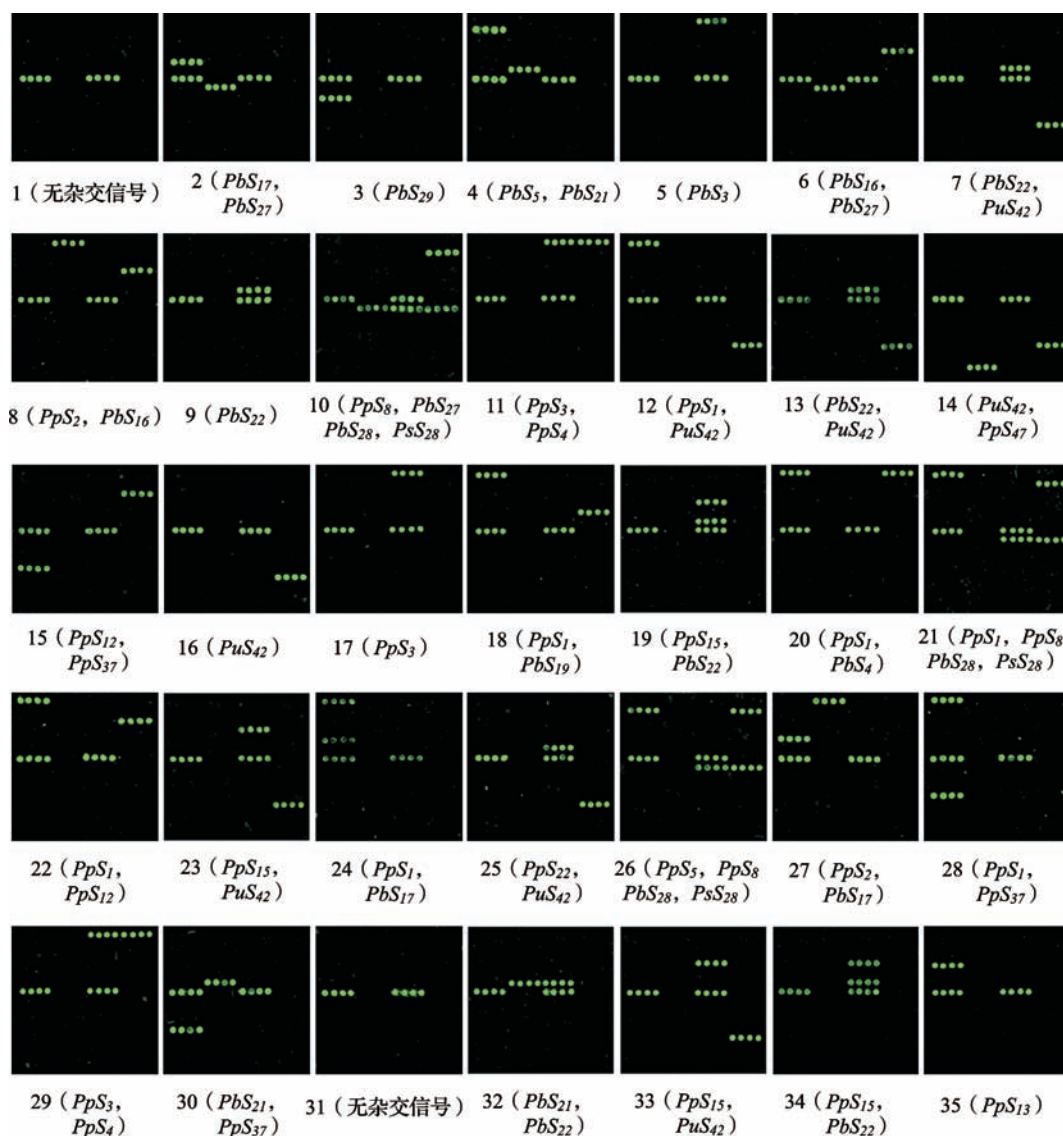 1（无杂交信号）
2（PbS₁₇,
PbS₂₇）
3（PbS₂₉）
4（PbS₅, PbS₂₁）
5（PbS₃）
6（PbS₁₆,
PbS₂₇）
7（PbS₂₂,
PuS₄₂）
8（PpS₂, PbS₁₆）
9（PbS₂₂）
10（PpS₈, PbS₂₇
PbS₂₈, PsS₂₈）
11（PpS₃,
PpS₄）
12（PpS₁,
PuS₄₂）
13（PbS₂₂,
PuS₄₂）
14（PuS₄₂,
PpS₄₇）
15（PpS₁₂,
PpS₃₇）
16（PuS₄₂）
17（PpS₃）
18（PpS₁,
PbS₁₉）
19（PpS₁₅,
PbS₂₂）
20（PpS₁,
PbS₄）
21（PpS₁, PpS₈
PbS₂₈, PsS₂₈）
22（PpS₁,
PpS₁₂）
23（PpS₁₅,
PuS₄₂）
24（PpS₁,
PbS₁₇）
25（PpS₂₂,
PuS₄₂）
26（PpS₅, PpS₈
PbS₂₈, PsS₂₈）
27（PpS₂,
PbS₁₇）
28（PpS₁,
PpS₃₇）
29（PpS₃,
PpS₄）
30（PbS₂₁,
PpS₃₇）
31（无杂交信号）
32（PbS₂₁,
PbS₂₂）
33（PpS₁₅,
PuS₄₂）
34（PpS₁₅,
PbS₂₂）
35（PpS₁₃）